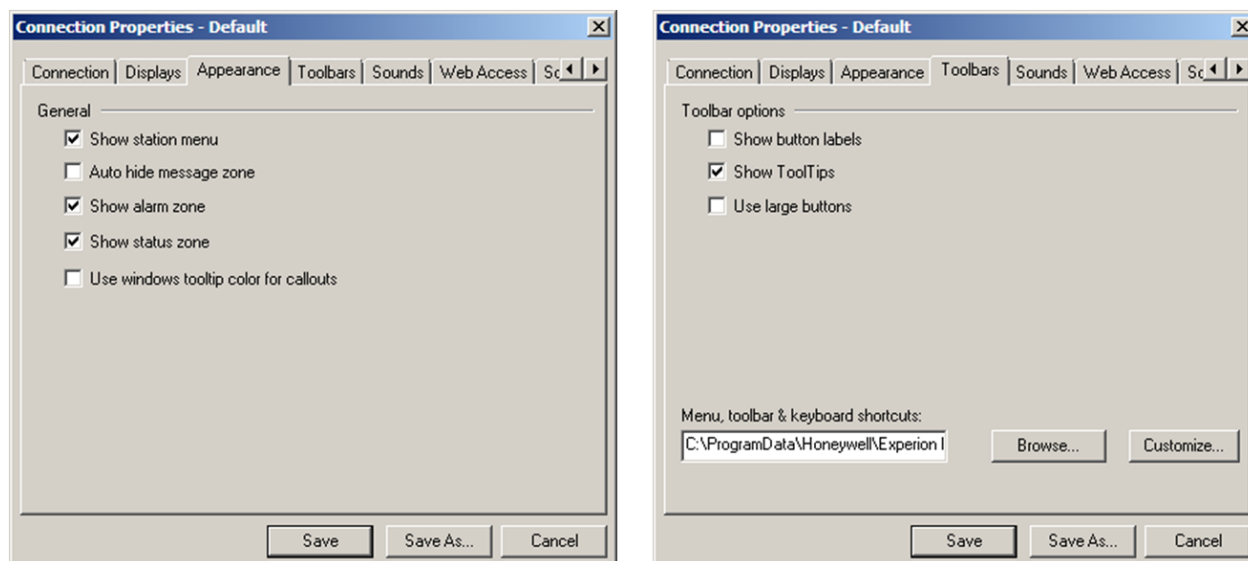 Connection Properties - Default
Connection Displays Appearance Toolbars Sounds Web Access Sc
General
Show station menu
Auto hide message zone
Show alarm zone
Show status zone
Use windows tooltip color for callouts
Save Save As... Cancel
Connection Properties - Default
Connection Displays Appearance Toolbars Sounds Web Access Sc
Toolbar options
Show button labels
Show ToolTips
Use large buttons
Menu, toolbar & keyboard shortcuts:
C:\ProgramData\Honeywell\Experion Browse... Customize...
Save Save As... Cancel